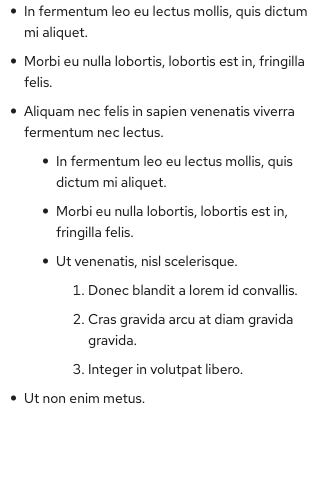 • In fermentum leo eu lectus mollis, quis dictum
mi aliquet.
• Morbi eu nulla lobortis, lobortis est in, fringilla
felis.
• Aliquam nec felis in sapien venenatis viverra
fermentum nec lectus.
• In fermentum leo eu lectus mollis, quis
dictum mi aliquet.
• Morbi eu nulla lobortis, lobortis est in,
fringilla felis.
• Ut venenatis, nisl scelerisque.
1. Donec blandit a lorem id convallis.
2. Cras gravida arcu at diam gravida
gravida.
3. Integer in volutpat libero.
• Ut non enim metus.